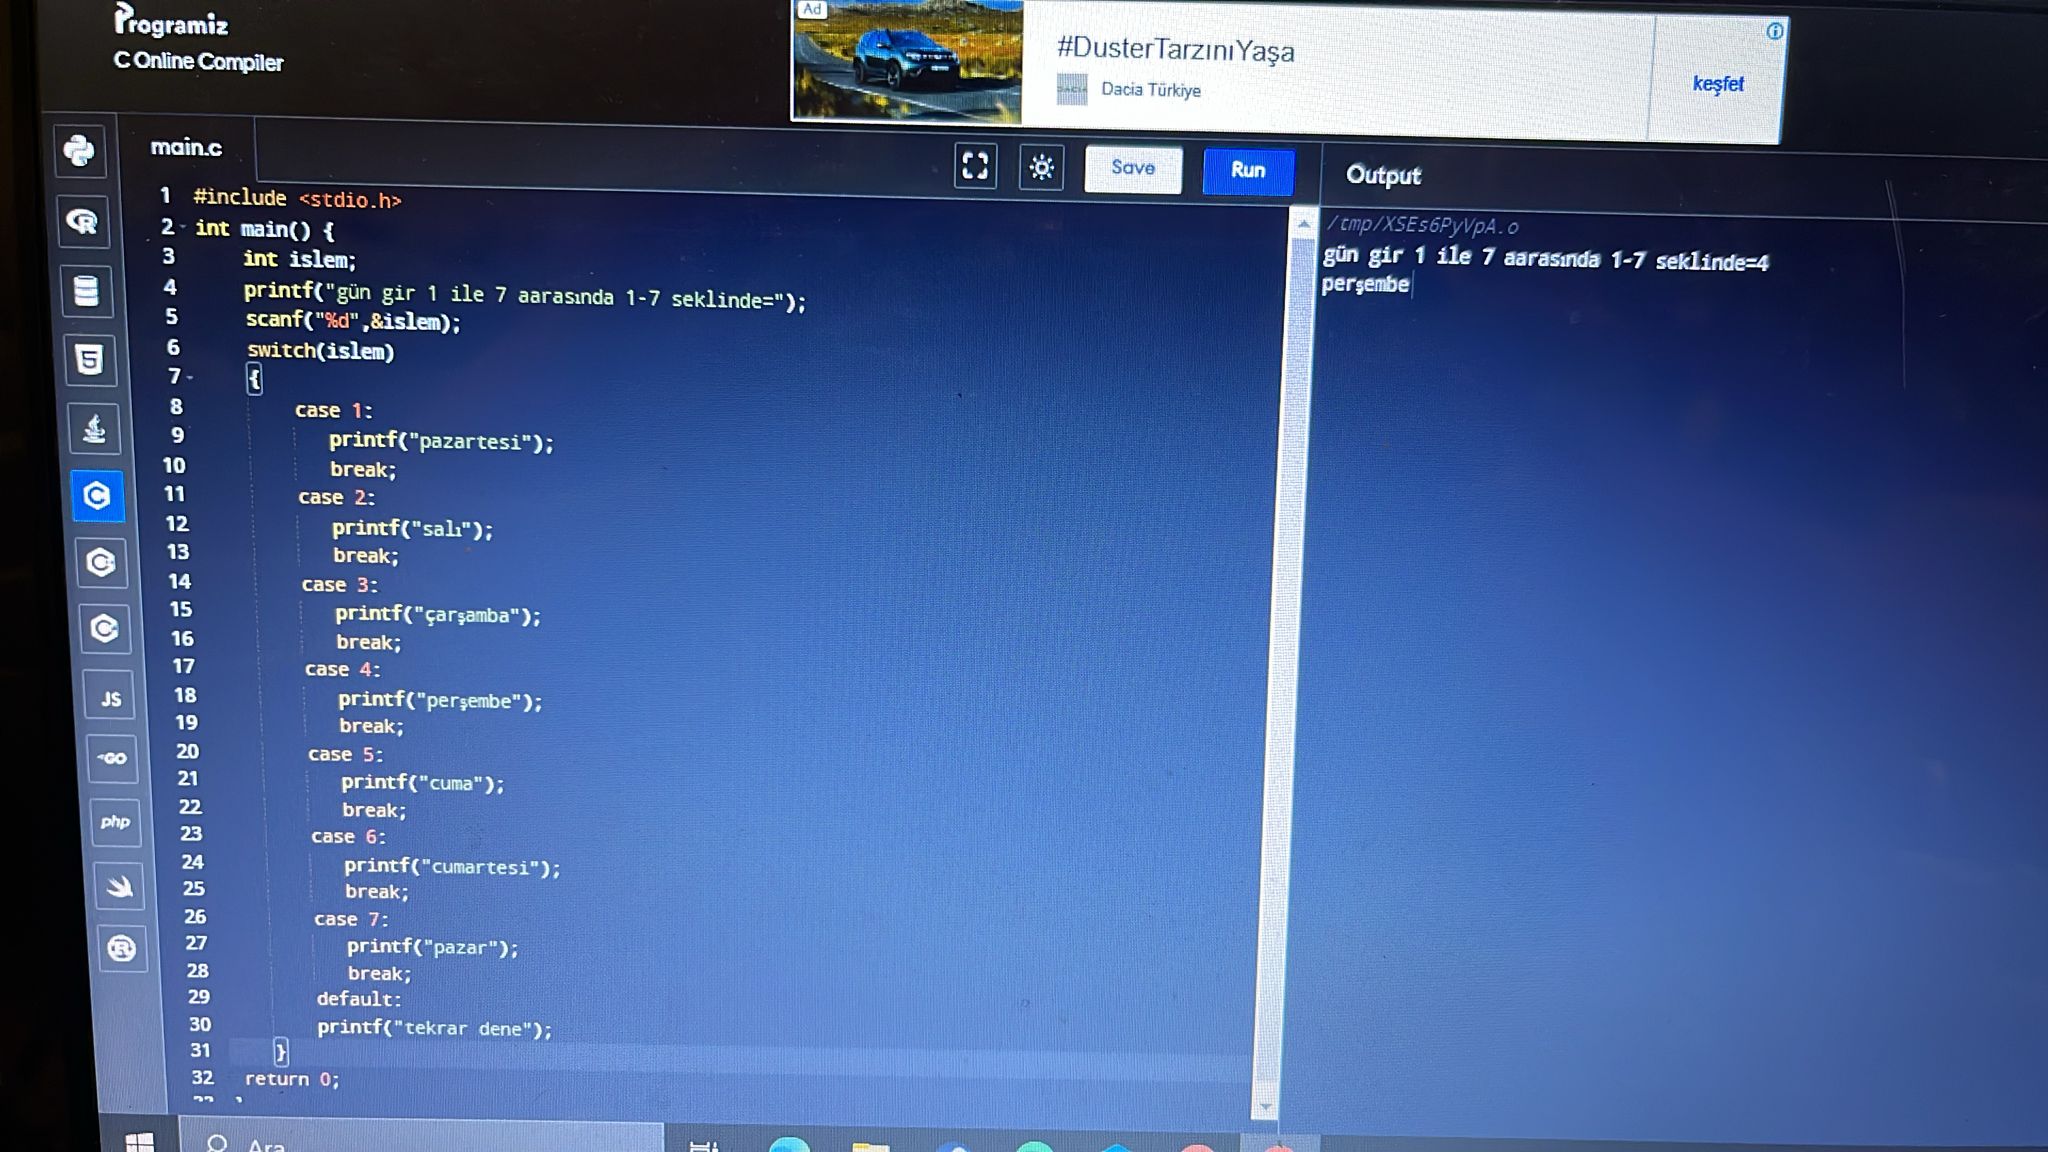 Programiz
C Online Compiler
Ad
#DusterTarzınıYaşa
DACIA
Dacia Türkiye
keşfet
main.c
Save
Run
Output
1 #include <stdio.h>
2 int main() {
3 int islem;
4 printf("gün gir 1 ile 7 aarasında 1-7 seklinde=");
5 scanf("%d",&islem);
6 switch(islem)
7 {
8 case 1:
9 printf("pazartesi");
10 break;
11 case 2:
12 printf("salı");
13 break;
14 case 3:
15 printf("çarşamba");
16 break;
17 case 4:
18 printf("perşembe");
19 break;
20 case 5:
21 printf("cuma");
22 break;
23 case 6:
24 printf("cumartesi");
25 break;
26 case 7:
27 printf("pazar");
28 break;
29 default:
30 printf("tekrar dene");
31 }
32 return 0;
/tmp/XSEs6PyVpA.o
gün gir 1 ile 7 aarasında 1-7 seklinde=4
perşembe
R
5
C
C
C
JS
GO
php
R
Ara